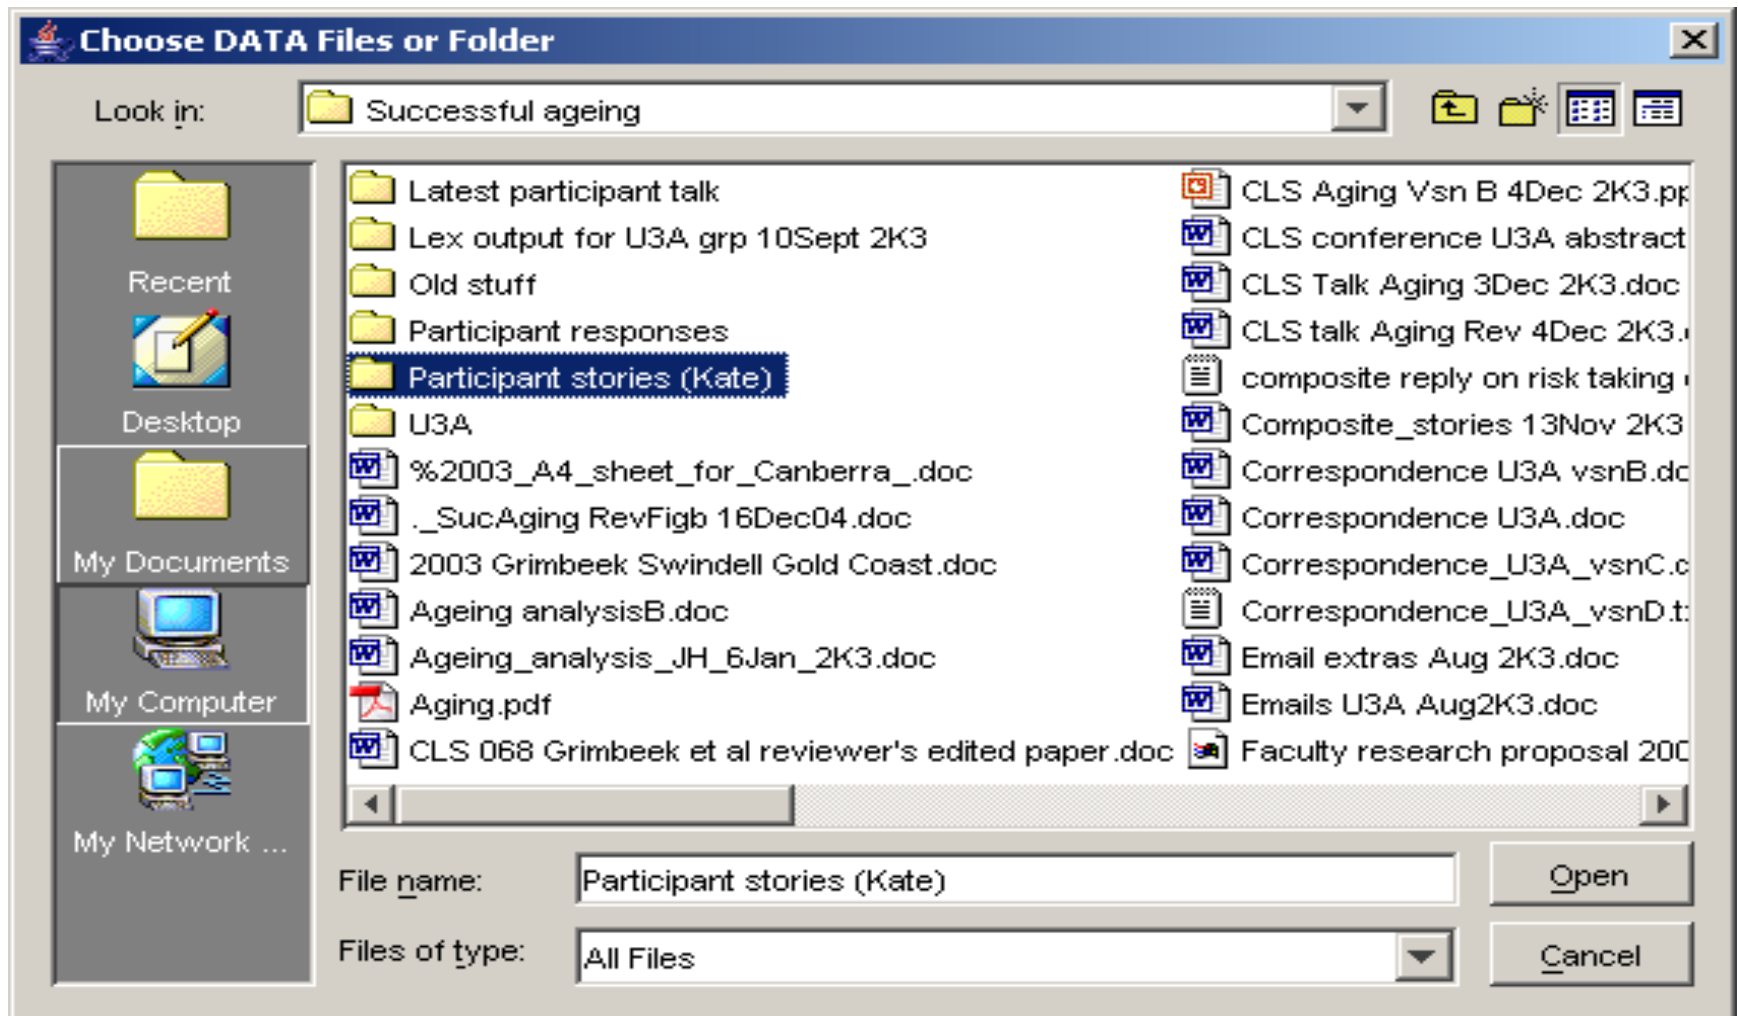 Choose DATA Files or Folder
Look in:
Successful ageing
Recent
Desktop
My Documents
My Computer
My Network ...
Latest participant talk
Lex output for U3A grp 10Sept 2K3
Old stuff
Participant responses
Participant stories (Kate)
U3A
%2003_A4_sheet_for_Canberra_.doc
._SucAging RevFigb 16Dec04.doc
2003 Grimbeek Swindell Gold Coast.doc
Ageing analysisB.doc
Ageing_analysis_JH_6Jan_2K3.doc
Aging.pdf
CLS 068 Grimbeek et al reviewer's edited paper.doc
CLS Aging Vsn B 4Dec 2K3.pp
CLS conference U3A abstract
CLS Talk Aging 3Dec 2K3.doc
CLS talk Aging Rev 4Dec 2K3.
composite reply on risk taking
Composite_stories 13Nov 2K3
Correspondence U3A vsnB.do
Correspondence U3A.doc
Correspondence_U3A_vsnC.
Correspondence_U3A_vsnD.t
Email extras Aug 2K3.doc
Emails U3A Aug2K3.doc
Faculty research proposal 200
File name:
Participant stories (Kate)
Open
Files of type:
All Files
Cancel